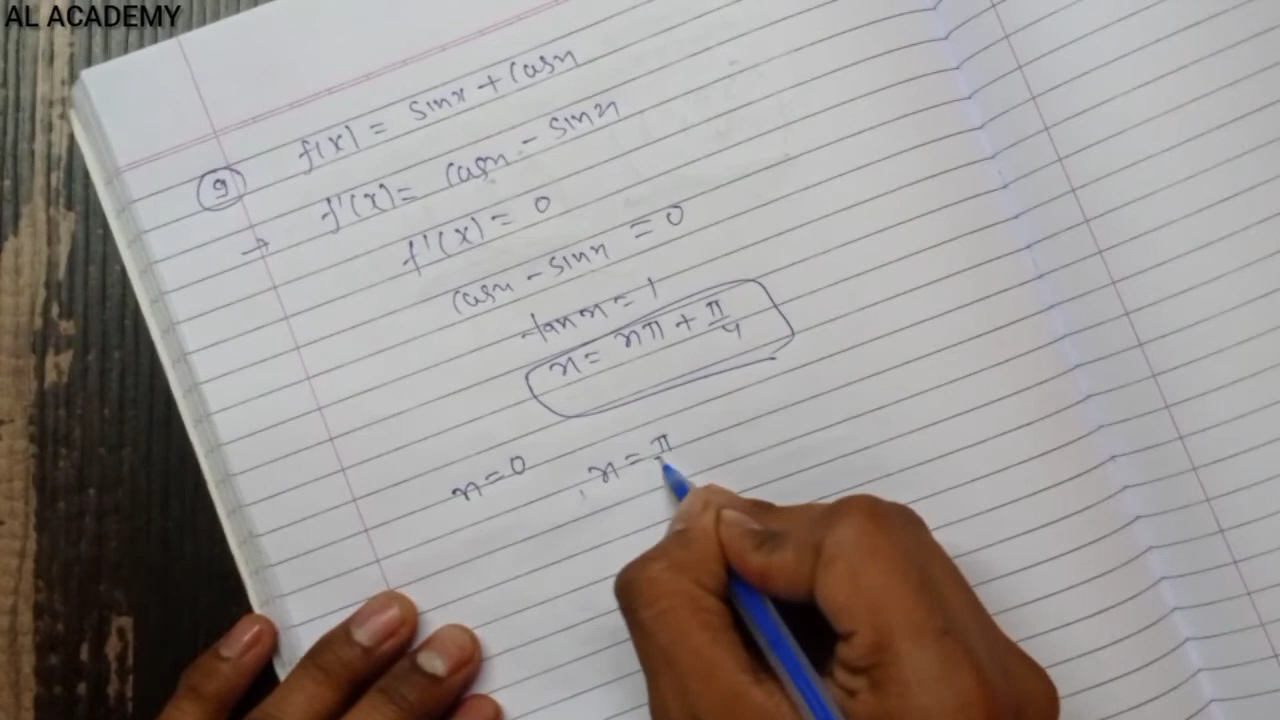 AL ACADEMY
9 f(x) = sinx + cosx
→ f'(x) = cosx - sinx
f'(x) = 0
cosx - sinx = 0
tanx = 1
x = nπ + π/4
n = 0 , x = π